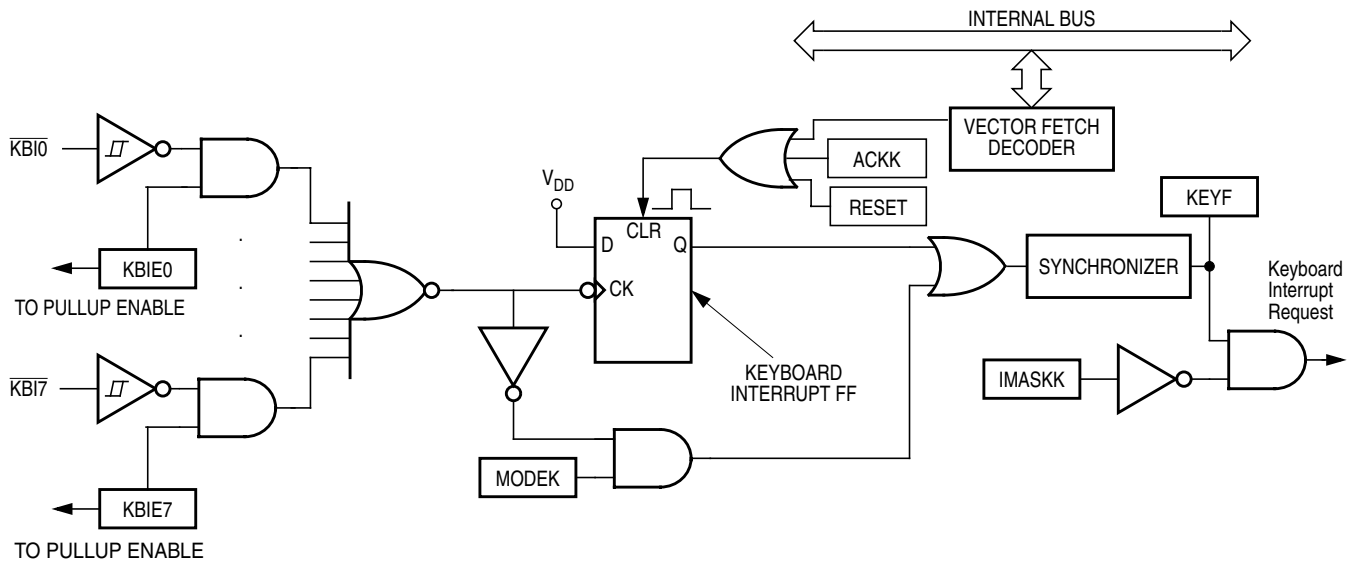 INTERNAL BUS
VECTOR FETCH
DECODER
ACKK
RESET
KBI0
KBIE0
TO PULLUP ENABLE
KBI7
KBIE7
TO PULLUP ENABLE
VDD
D
CLR
Q
CK
KEYBOARD
INTERRUPT FF
MODEK
SYNCHRONIZER
KEYF
IMASKK
Keyboard
Interrupt
Request